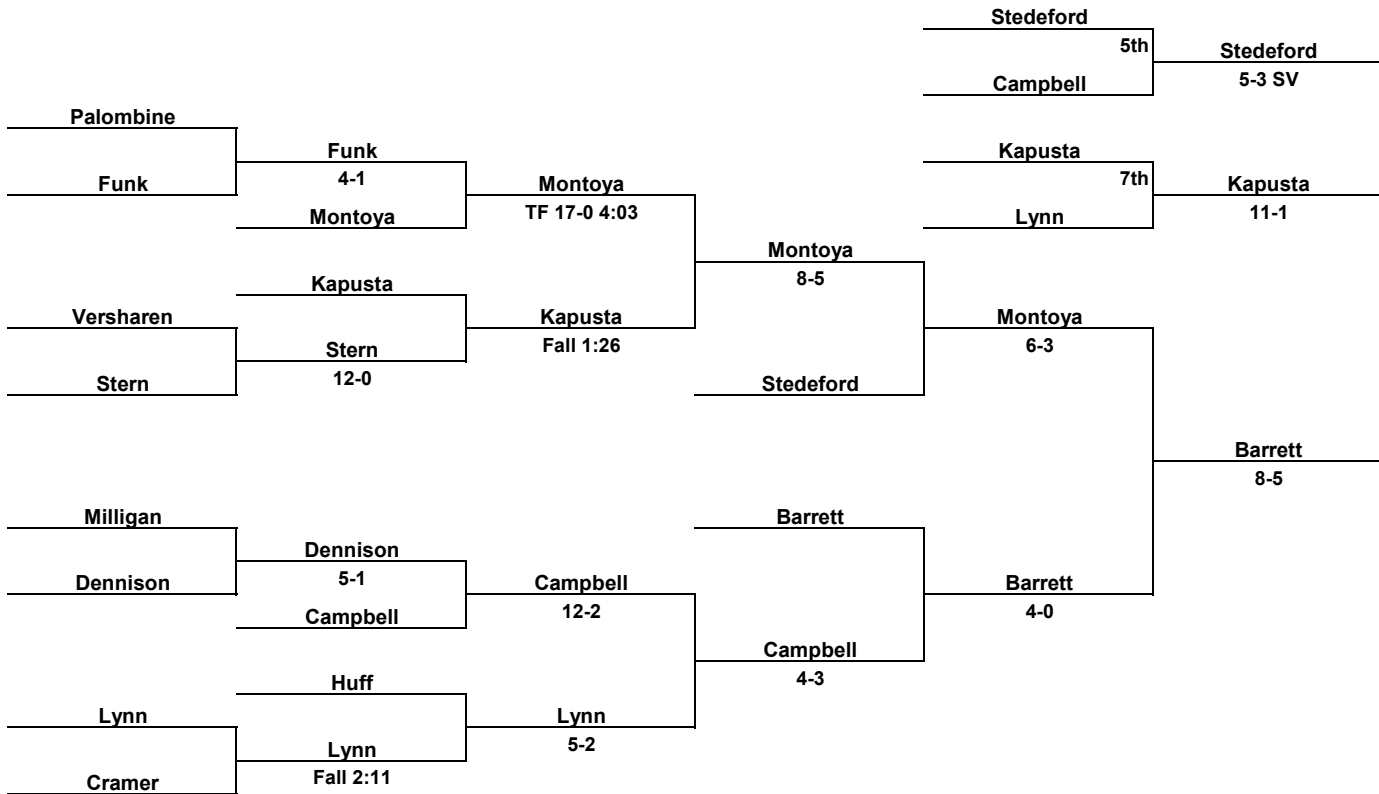 Stedeford
5th
Stedeford
5-3 SV
Campbell
Palombine
Funk
4-1
Funk
Montoya
TF 17-0 4:03
Montoya
Kapusta
7th
Kapusta
11-1
Lynn
Montoya
8-5
Kapusta
Versharen
Kapusta
Fall 1:26
Stern
12-0
Stern
Stedeford
Montoya
6-3
Barrett
8-5
Milligan
Dennison
5-1
Dennison
Campbell
12-2
Campbell
Barrett
Barrett
4-0
Campbell
4-3
Huff
Lynn
Lynn
5-2
Lynn
Fall 2:11
Cramer